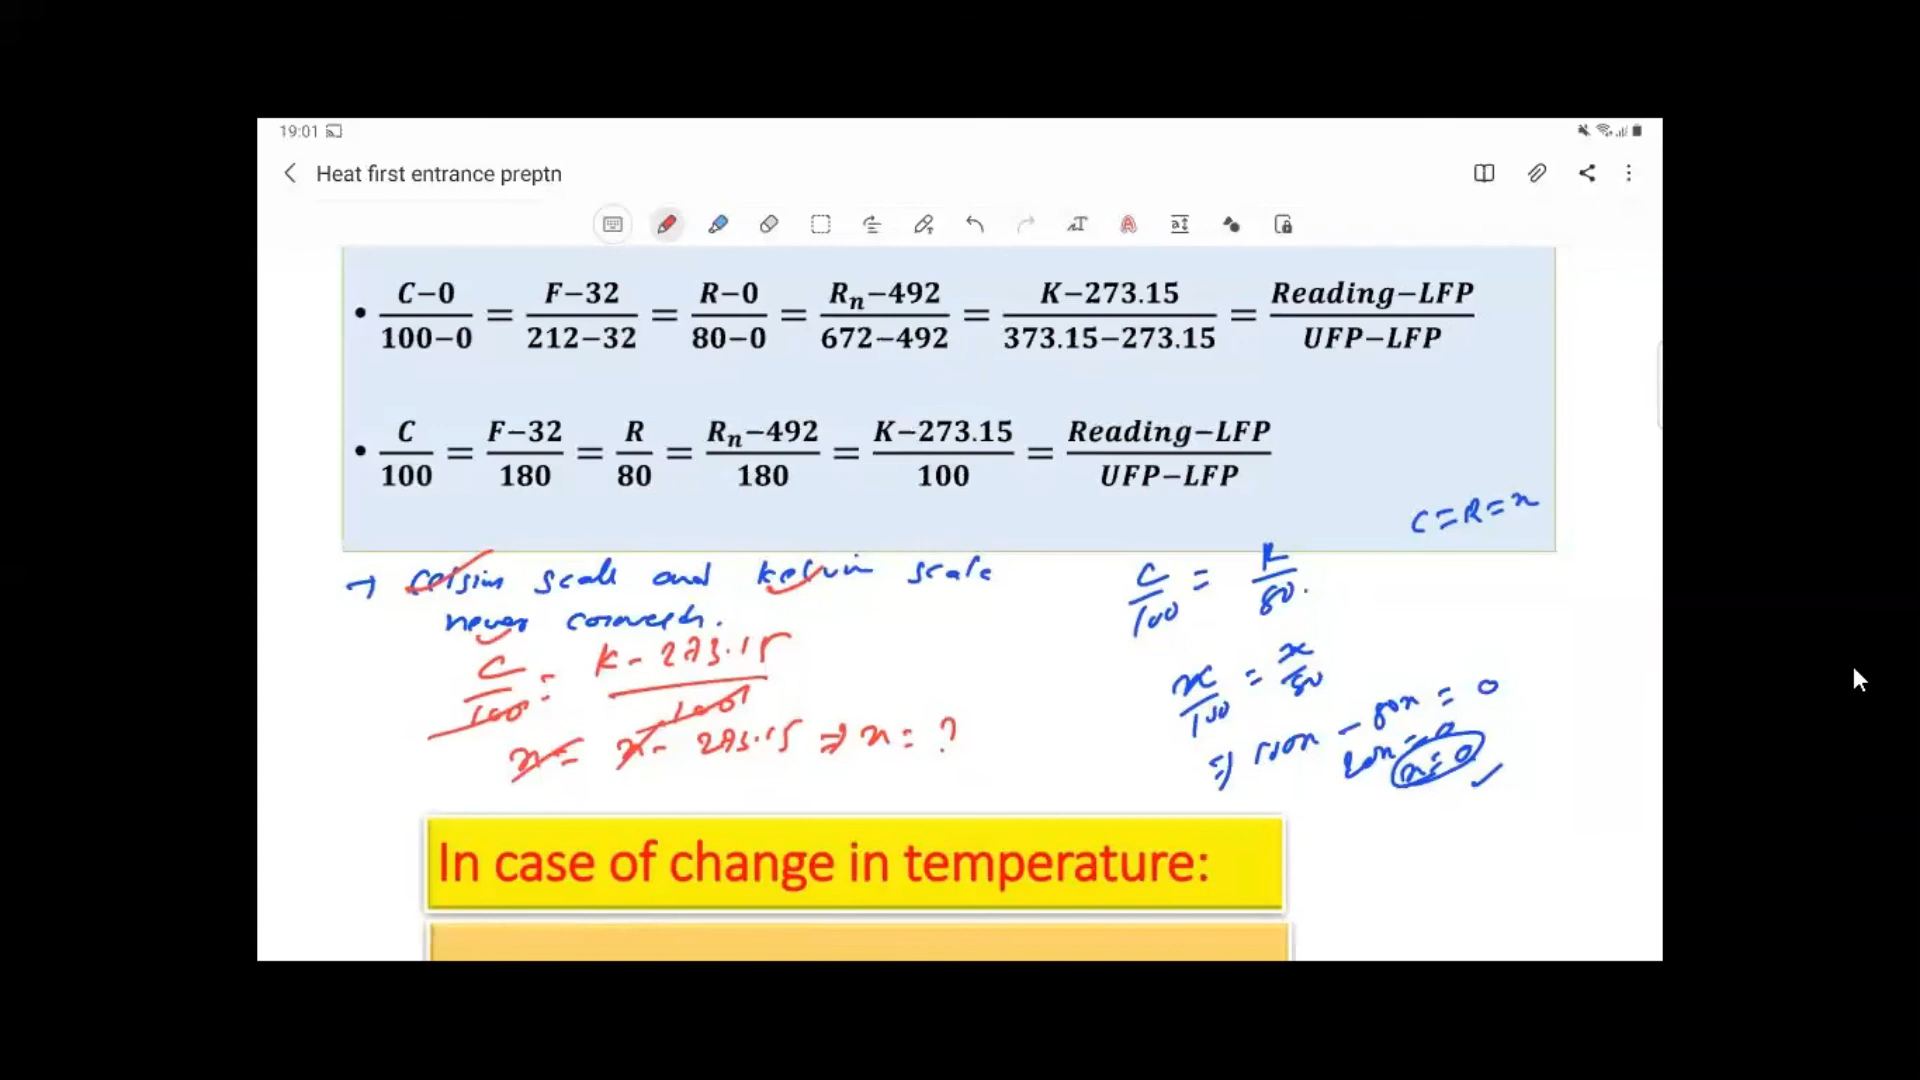 19:01
Heat first entrance preptn
• C-0/100-0 = F-32/212-32 = R-0/80-0 = Rn-492/672-492 = K-273.15/373.15-273.15 = Reading-LFP/UFP-LFP
• C/100 = F-32/180 = R/80 = Rn-492/180 = K-273.15/100 = Reading-LFP/UFP-LFP
C=R=x
→ Celsius scale and kelvin scale
never
C/100 = K-273.15/100
x = x-273.15 ⇒ x = ?
C/100 = R/80.
x/100 = x/80
⇒ 100x - 80x = 0
20x = 0
x=0
In case of change in temperature: